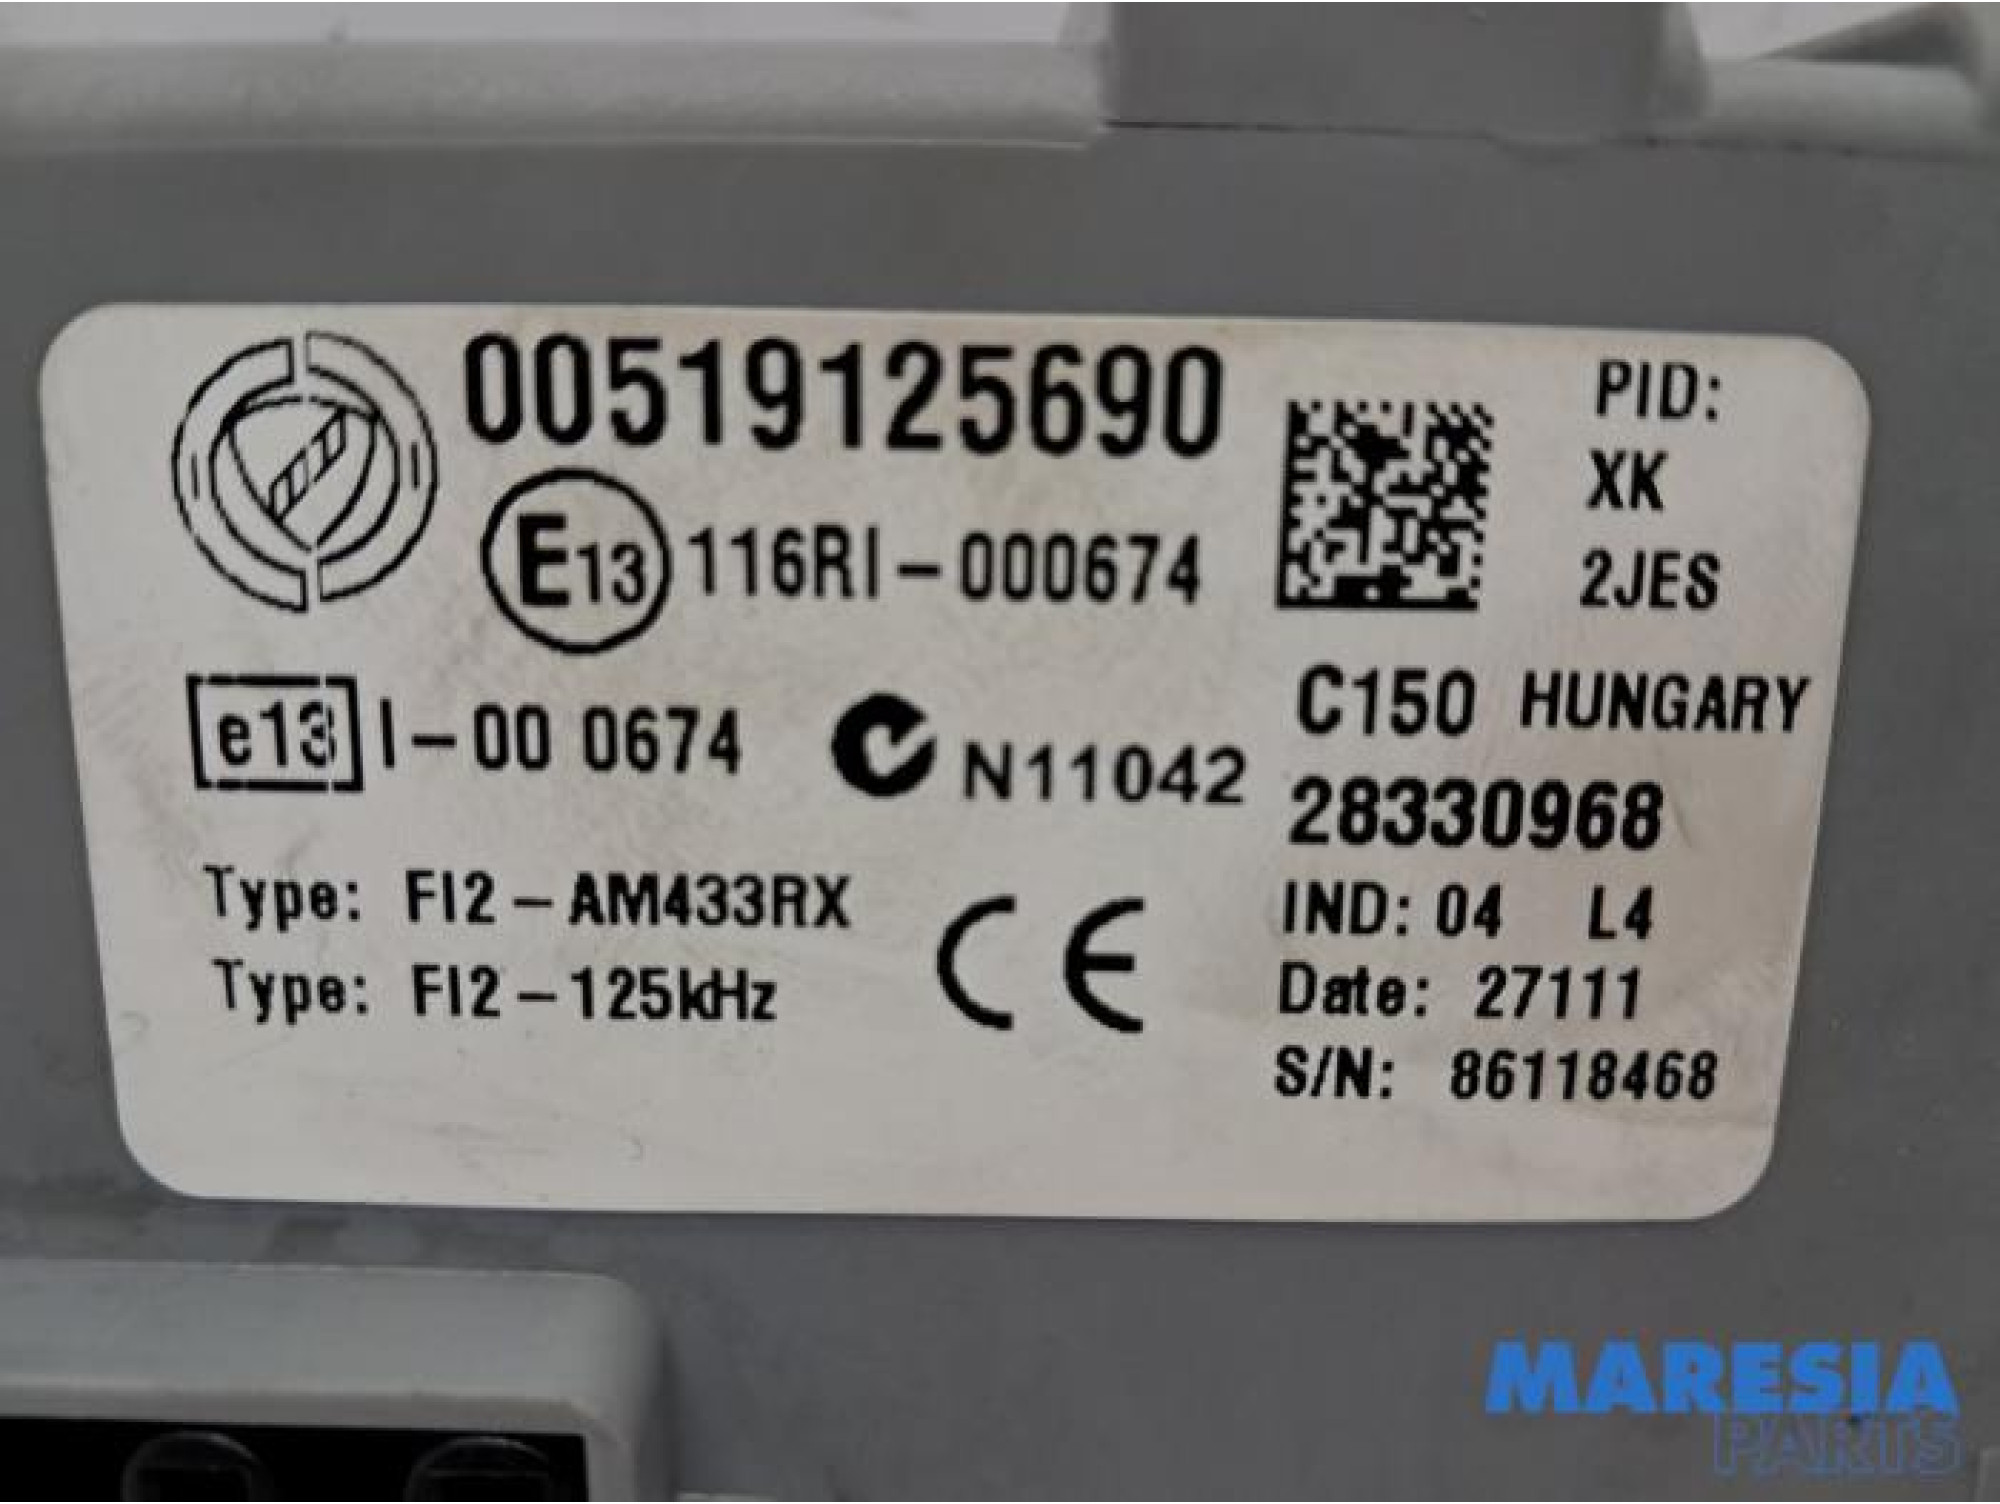 00519125690
E13 116RI-000674
e13 I-00 0674
N11042
Type: FI2-AM433RX
Type: FI2-125kHz
CE
PID:
XK
2JES
C150 HUNGARY
28330968
IND: 04 L4
Date: 27111
S/N: 86118468
MARESIA
PARTS